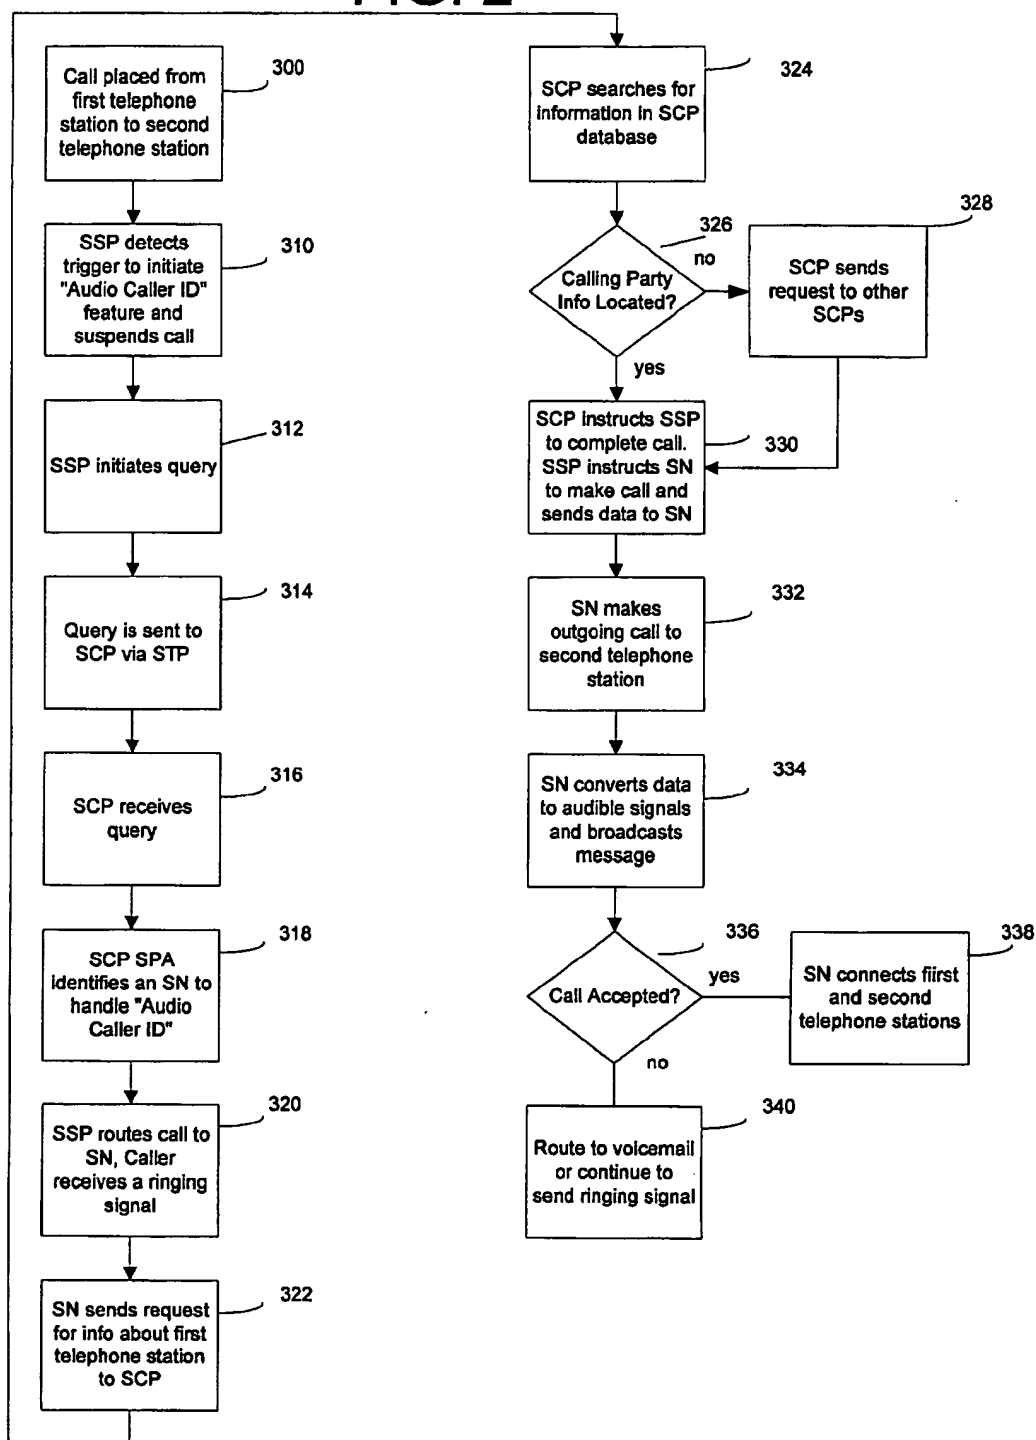 Call placed from
first telephone
station to second
telephone station
300
SSP detects
trigger to initiate
"Audio Caller ID"
feature and
suspends call
310
SSP initiates query
312
Query is sent to
SCP via STP
314
SCP receives
query
316
SCP SPA
identifies an SN to
handle "Audio
Caller ID"
318
SSP routes call to
SN, Caller
receives a ringing
signal
320
SN sends request
for info about first
telephone station
to SCP
322
SCP searches for
information in SCP
database
324
Calling Party
Info Located?
326
no
yes
SCP sends
request to other
SCPs
328
SCP instructs SSP
to complete call.
SSP instructs SN
to make call and
sends data to SN
330
SN makes
outgoing call to
second telephone
station
332
SN converts data
to audible signals
and broadcasts
message
334
Call Accepted?
336
yes
no
SN connects fiirst
and second
telephone stations
338
Route to voicemail
or continue to
send ringing signal
340